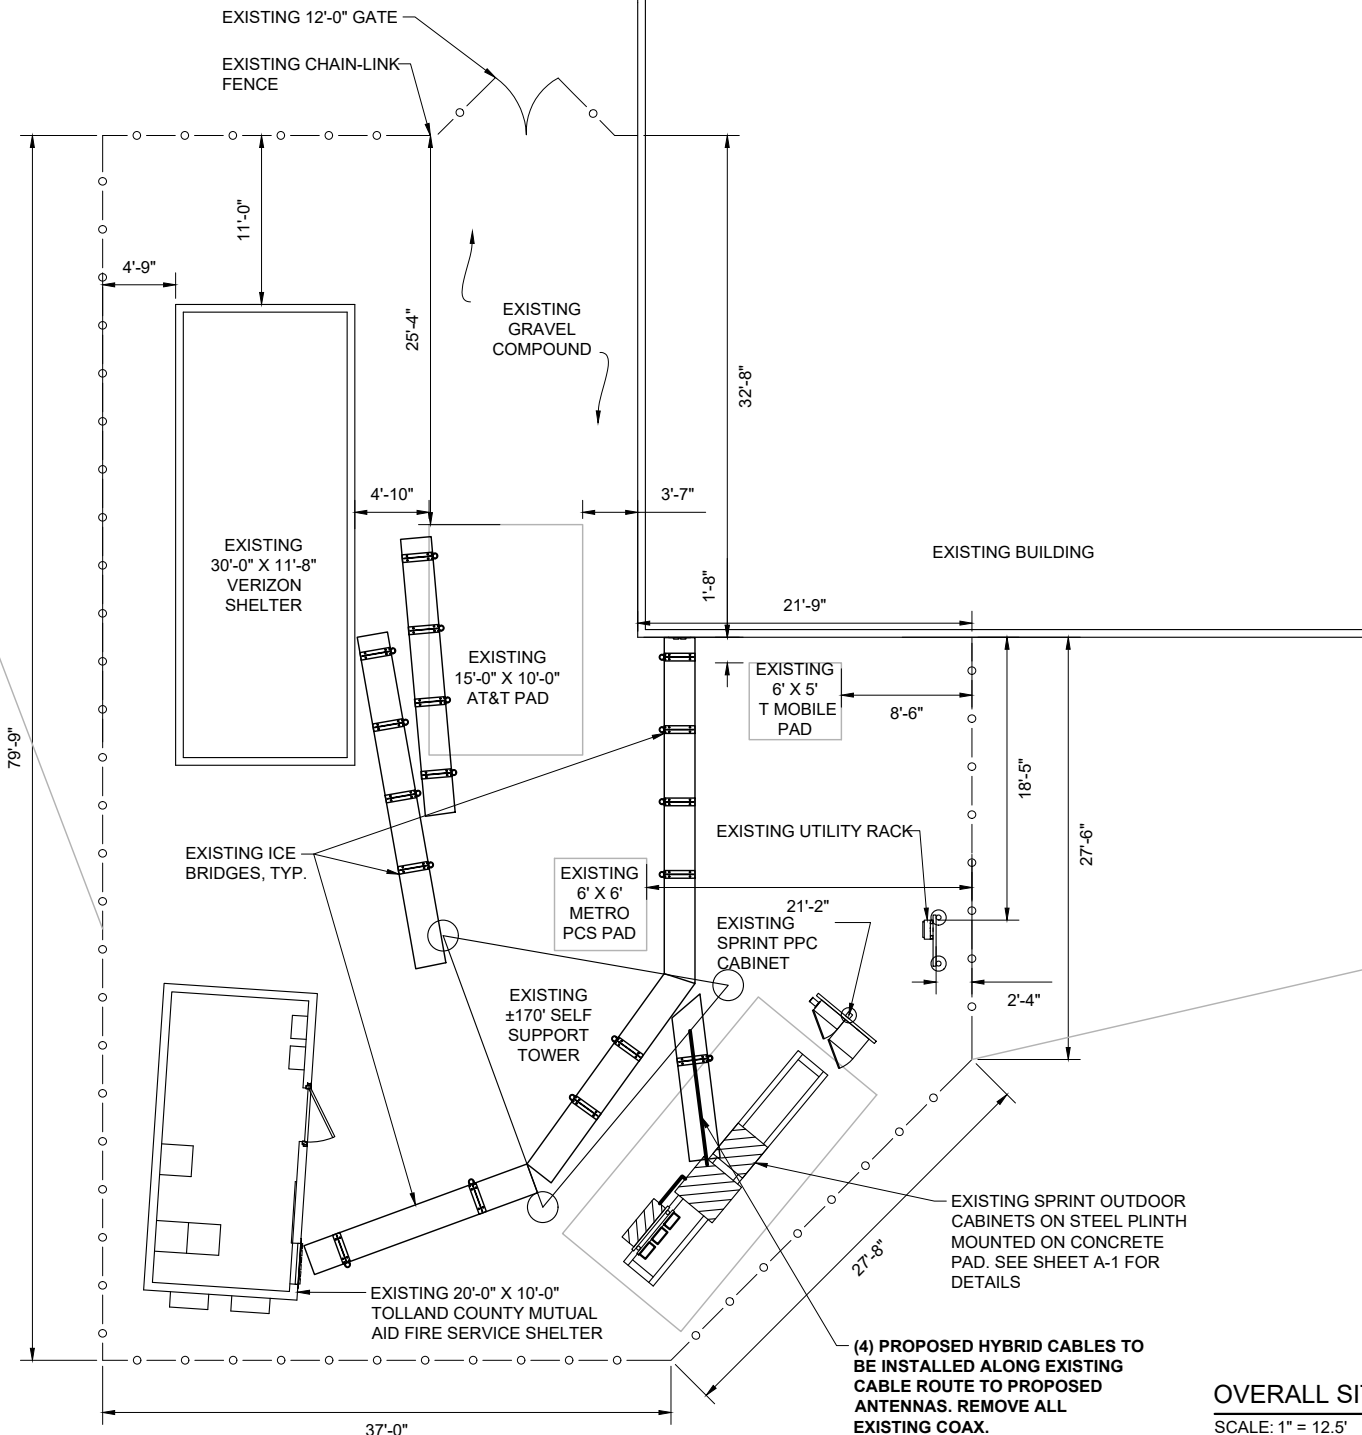 EXISTING 12'-0" GATE
EXISTING CHAIN-LINK
FENCE
11'-0"
4'-9"
25'-4"
EXISTING
GRAVEL
COMPOUND
32'-8"
4'-10"
3'-7"
EXISTING
30'-0" X 11'-8"
VERIZON
SHELTER
EXISTING BUILDING
1'-8"
21'-9"
EXISTING
15'-0" X 10'-0"
AT&T PAD
EXISTING
6' X 5'
T MOBILE
PAD
8'-6"
79'-9"
18'-5"
27'-6"
EXISTING UTILITY RACK
EXISTING ICE
BRIDGES, TYP.
EXISTING
6' X 6'
METRO
PCS PAD
21'-2"
EXISTING
SPRINT PPC
CABINET
2'-4"
EXISTING
±170' SELF
SUPPORT
TOWER
EXISTING SPRINT OUTDOOR
CABINETS ON STEEL PLINTH
MOUNTED ON CONCRETE
PAD. SEE SHEET A-1 FOR
DETAILS
27'-8"
EXISTING 20'-0" X 10'-0"
TOLLAND COUNTY MUTUAL
AID FIRE SERVICE SHELTER
(4) PROPOSED HYBRID CABLES TO
BE INSTALLED ALONG EXISTING
CABLE ROUTE TO PROPOSED
ANTENNAS. REMOVE ALL
EXISTING COAX.
37'-0"
OVERALL SI
SCALE: 1" = 12.5'